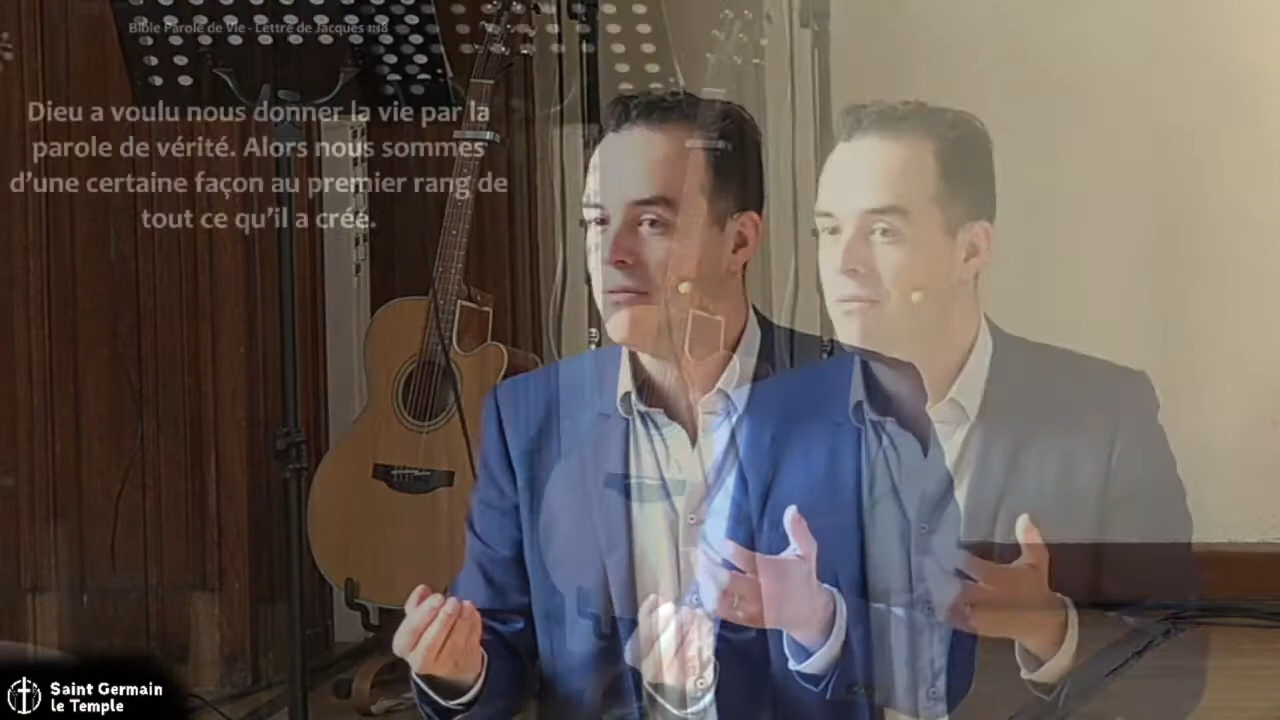 Bible Parole de Vie - Lettre de Jacques 1:18
Dieu a voulu nous donner la vie par la
parole de vérité. Alors nous sommes
d’une certaine façon au premier rang de
tout ce qu’il a créé.
Saint Germain
le Temple